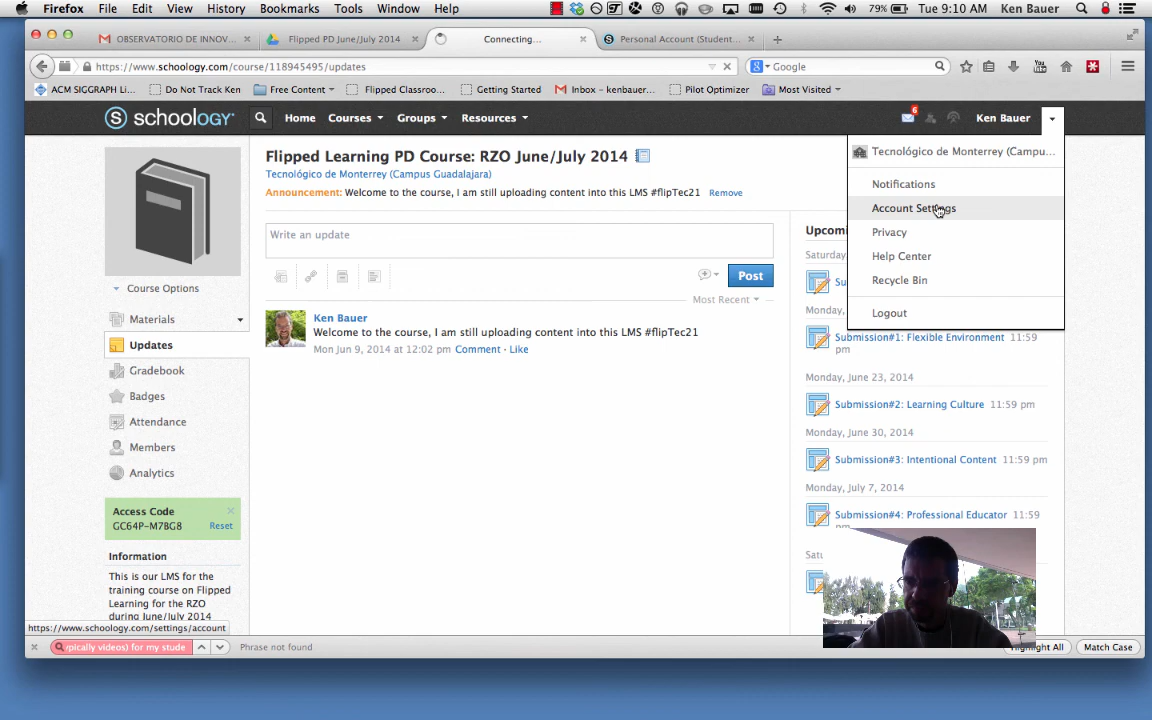 Firefox File Edit View History Bookmarks Tools Window Help 79% Tue 9:10 AM Ken Bauer
OBSERVATORIO DE INNOV... Flipped PD June/July 2014 Connecting... Personal Account (Student...
https://www.schoology.com/course/118945495/updates Google
ACM SIGGRAPH Li... Do Not Track Ken Free Content Flipped Classroo... Getting Started Inbox - kenbauer... Pilot Optimizer Most Visited
schoology Home Courses Groups Resources 6 Ken Bauer
Flipped Learning PD Course: RZO June/July 2014
Tecnológico de Monterrey (Campus Guadalajara)
Announcement: Welcome to the course, I am still uploading content into this LMS #flipTec21 Remove
Write an update
Post
Most Recent
Ken Bauer
Welcome to the course, I am still uploading content into this LMS #flipTec21
Mon Jun 9, 2014 at 12:02 pm Comment · Like
Course Options
Materials
Updates
Gradebook
Badges
Attendance
Members
Analytics
Access Code
GC64P-M7BG8 Reset
Information
This is our LMS for the
training course on Flipped
Learning for the RZO
during June/July 2014
Tecnológico de Monterrey (Campu...
Notifications
Account Settings
Privacy
Help Center
Recycle Bin
Logout
Upcomi
Saturday
Su
Monday,
Submission#1: Flexible Environment 11:59
pm
Monday, June 23, 2014
Submission#2: Learning Culture 11:59 pm
Monday, June 30, 2014
Submission#3: Intentional Content 11:59 pm
Monday, July 7, 2014
Submission#4: Professional Educator 11:59
pm
Satu
https://www.schoology.com/settings/account
ypically videos) for my stude Phrase not found Highlight All Match Case